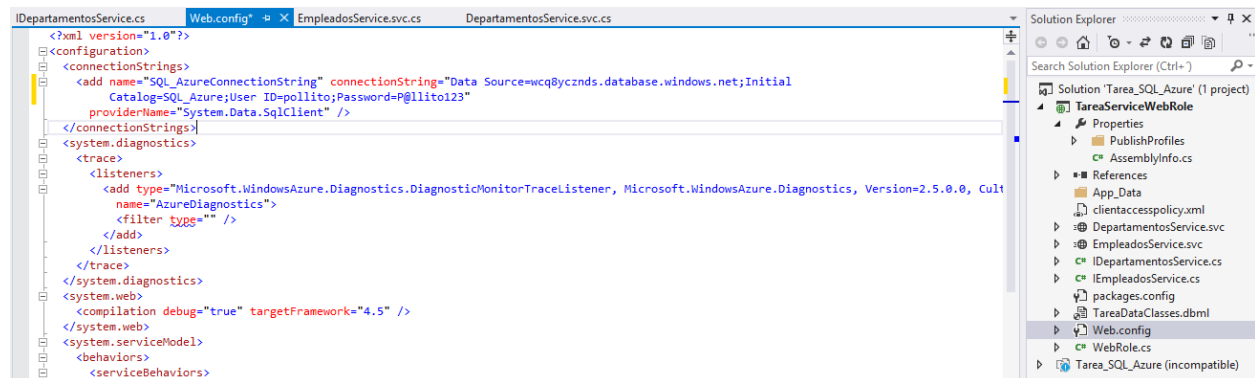 IDepartamentosService.cs
Web.config*
EmpleadosService.svc.cs
DepartamentosService.svc.cs
<?xml version="1.0"?>
<configuration>
<connectionStrings>
<add name="SQL_AzureConnectionString" connectionString="Data Source=wcq8ycznds.database.windows.net;Initial
Catalog=SQL_Azure;User ID=pollito;Password=P@llito123"
providerName="System.Data.SqlClient" />
</connectionStrings>
<system.diagnostics>
<trace>
<listeners>
<add type="Microsoft.WindowsAzure.Diagnostics.DiagnosticMonitorTraceListener, Microsoft.WindowsAzure.Diagnostics, Version=2.5.0.0, Cult
name="AzureDiagnostics">
<filter type="" />
</add>
</listeners>
</trace>
</system.diagnostics>
<system.web>
<compilation debug="true" targetFramework="4.5" />
</system.web>
<system.serviceModel>
<behaviors>
<serviceBehaviors>
Solution Explorer
Search Solution Explorer (Ctrl+´)
Solution 'Tarea_SQL_Azure' (1 project)
TareaServiceWebRole
Properties
PublishProfiles
C# AssemblyInfo.cs
References
App_Data
clientaccesspolicy.xml
DepartamentosService.svc
EmpleadosService.svc
C# IDepartamentosService.cs
C# IEmpleadosService.cs
packages.config
TareaDataClasses.dbml
Web.config
C# WebRole.cs
Tarea_SQL_Azure (incompatible)